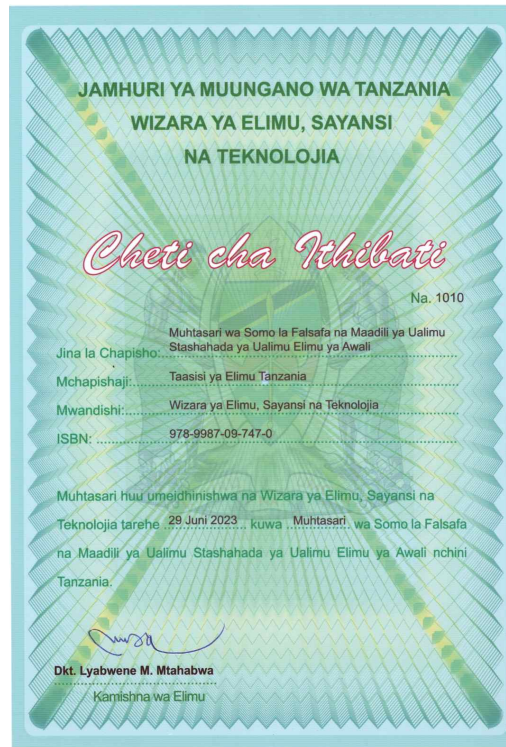 JAMHURI YA MUUNGANO WA TANZANIA
WIZARA YA ELIMU, SAYANSI
NA TEKNOLOJIA
Cheti cha Ithibati
Na. 1010
Jina la Chapisho: Muhtasari wa Somo la Falsafa na Maadili ya Ualimu
Stashahada ya Ualimu Elimu ya Awali
Mchapishaji: Taasisi ya Elimu Tanzania
Mwandishi: Wizara ya Elimu, Sayansi na Teknolojia
ISBN: 978-9987-09-747-0
Muhtasari huu umeidhinishwa na Wizara ya Elimu, Sayansi na
Teknolojia tarehe 29 Juni 2023 kuwa Muhtasari wa Somo la Falsafa
na Maadili ya Ualimu Stashahada ya Ualimu Elimu ya Awali nchini
Tanzania.
Dkt. Lyabwene M. Mtahabwa
Kamishna wa Elimu